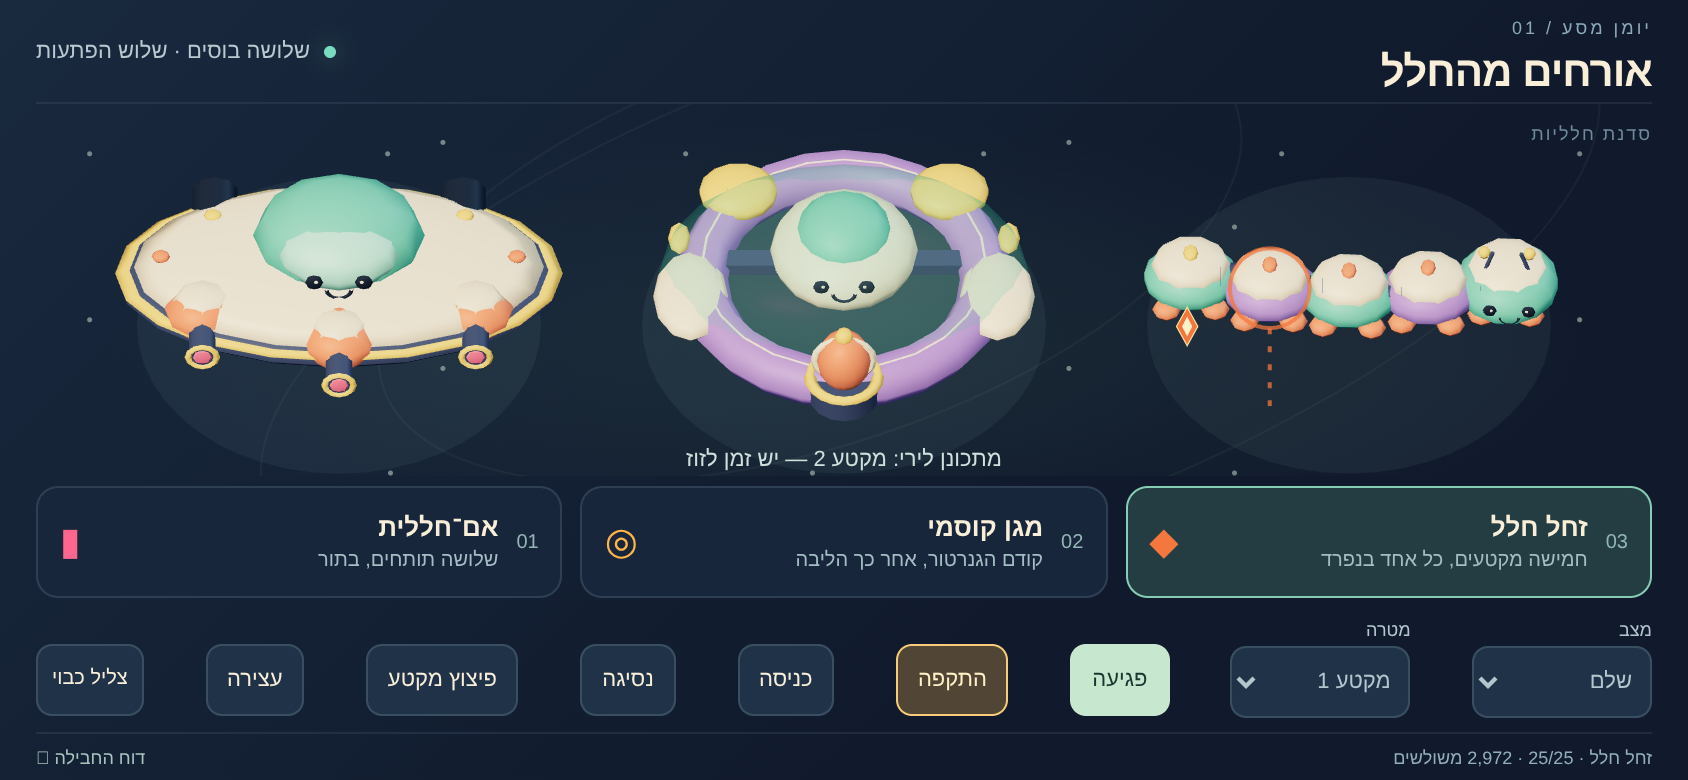 יומן מסע / 01
אורחים מהחלל
שלושה בוסים · שלוש הפתעות
סדנת חלליות
מתכונן לירי: מקטע 2 — יש זמן לזוז
03
זחל חלל
חמישה מקטעים, כל אחד בנפרד
02
מגן קוסמי
קודם הגנרטור, אחר כך הליבה
01
אם־חללית
שלושה תותחים, בתור
מצב
שלם
מטרה
מקטע 1
פגיעה
התקפה
כניסה
נסיגה
פיצוץ מקטע
עצירה
צליל כבוי
זחל חלל · 25/25 · 2,972 משולשים
דוח החבילה